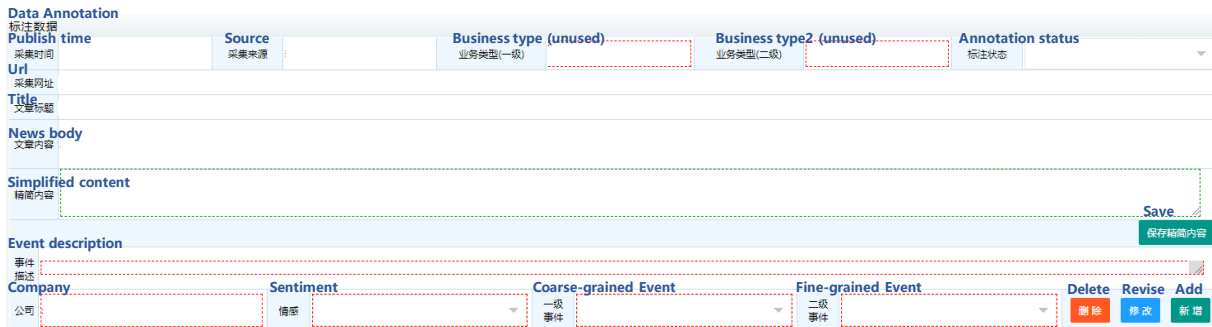 Data Annotation
标注数据
Publish time Source Business type (unused) Business type2 (unused) Annotation status
采集时间 采集来源 业务类型(一级) 业务类型(二级) 标注状态
Url
采集网址
Title
文章标题
News body
文章内容
Simplified content
精简内容
Save
保存精简内容
Event description
事件
描述
Company Sentiment Coarse-grained Event Fine-grained Event Delete Revise Add
公司 情感 一级 事件 二级 事件 删除 修改 新增